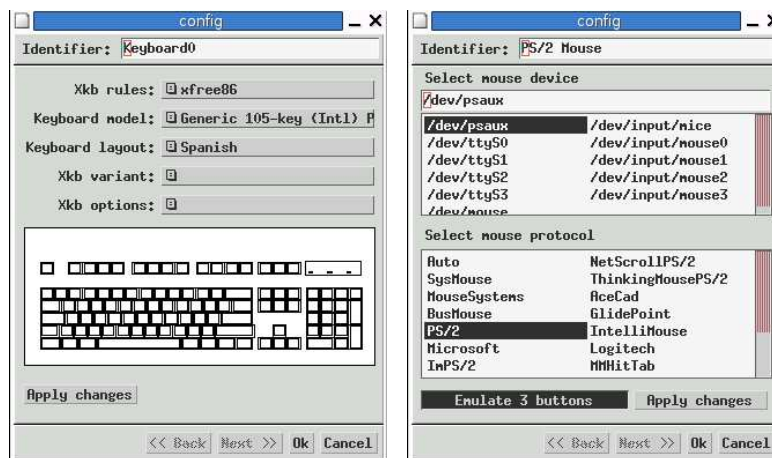 config
Identifier: Keyboard0
Xkb rules: xfree86
Keyboard model: Generic 105-key (Intl) P
Keyboard layout: Spanish
Xkb variant:
Xkb options:
Apply changes
<< Back Next >> Ok Cancel
config
Identifier: PS/2 Mouse
Select mouse device
/dev/psaux
/dev/psaux /dev/input/mice
/dev/ttyS0 /dev/input/mouse0
/dev/ttyS1 /dev/input/mouse1
/dev/ttyS2 /dev/input/mouse2
/dev/ttyS3 /dev/input/mouse3
/dev/mouse
Select mouse protocol
Auto NetScrollPS/2
SysMouse ThinkingMousePS/2
MouseSystems AceCad
BusMouse GlidePoint
PS/2 IntelliMouse
Microsoft Logitech
ImPS/2 MMHitTab
Emulate 3 buttons Apply changes
<< Back Next >> Ok Cancel